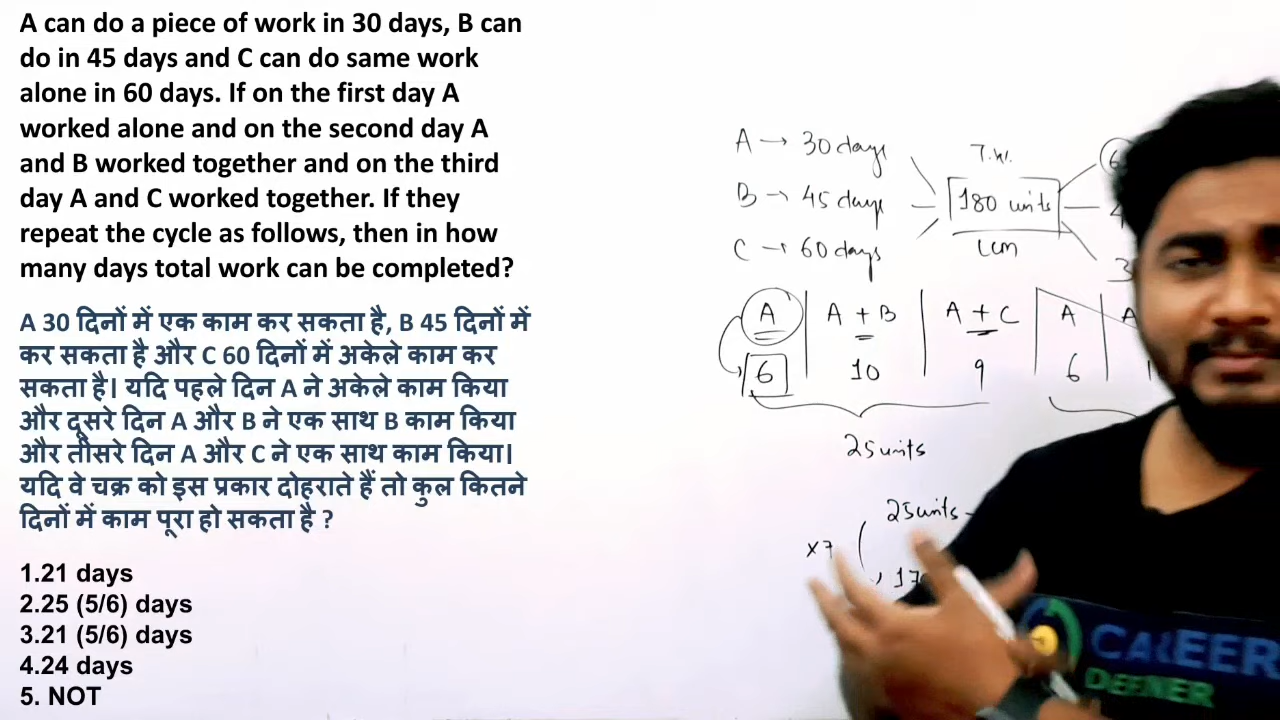 A can do a piece of work in 30 days, B can
do in 45 days and C can do same work
alone in 60 days. If on the first day A
worked alone and on the second day A
and B worked together and on the third
day A and C worked together. If they
repeat the cycle as follows, then in how
many days total work can be completed?
A 30 दिनों में एक काम कर सकता है, B 45 दिनों में
कर सकता है और C 60 दिनों में अकेले काम कर
सकता है। यदि पहले दिन A ने अकेले काम किया
और दूसरे दिन A और B ने एक साथ B काम किया
और तीसरे दिन A और C ने एक साथ काम किया।
यदि वे चक्र को इस प्रकार दोहराते हैं तो कुल कितने
दिनों में काम पूरा हो सकता है ?
1.21 days
2.25 (5/6) days
3.21 (5/6) days
4.24 days
5. NOT
A → 30 days
B → 45 days
C → 60 days
T.W.
180 units
LCM
6
3
A | A + B | A + C | A
6 10 9 6
25 units
25 units
x7
17
CAREER
DEFINER